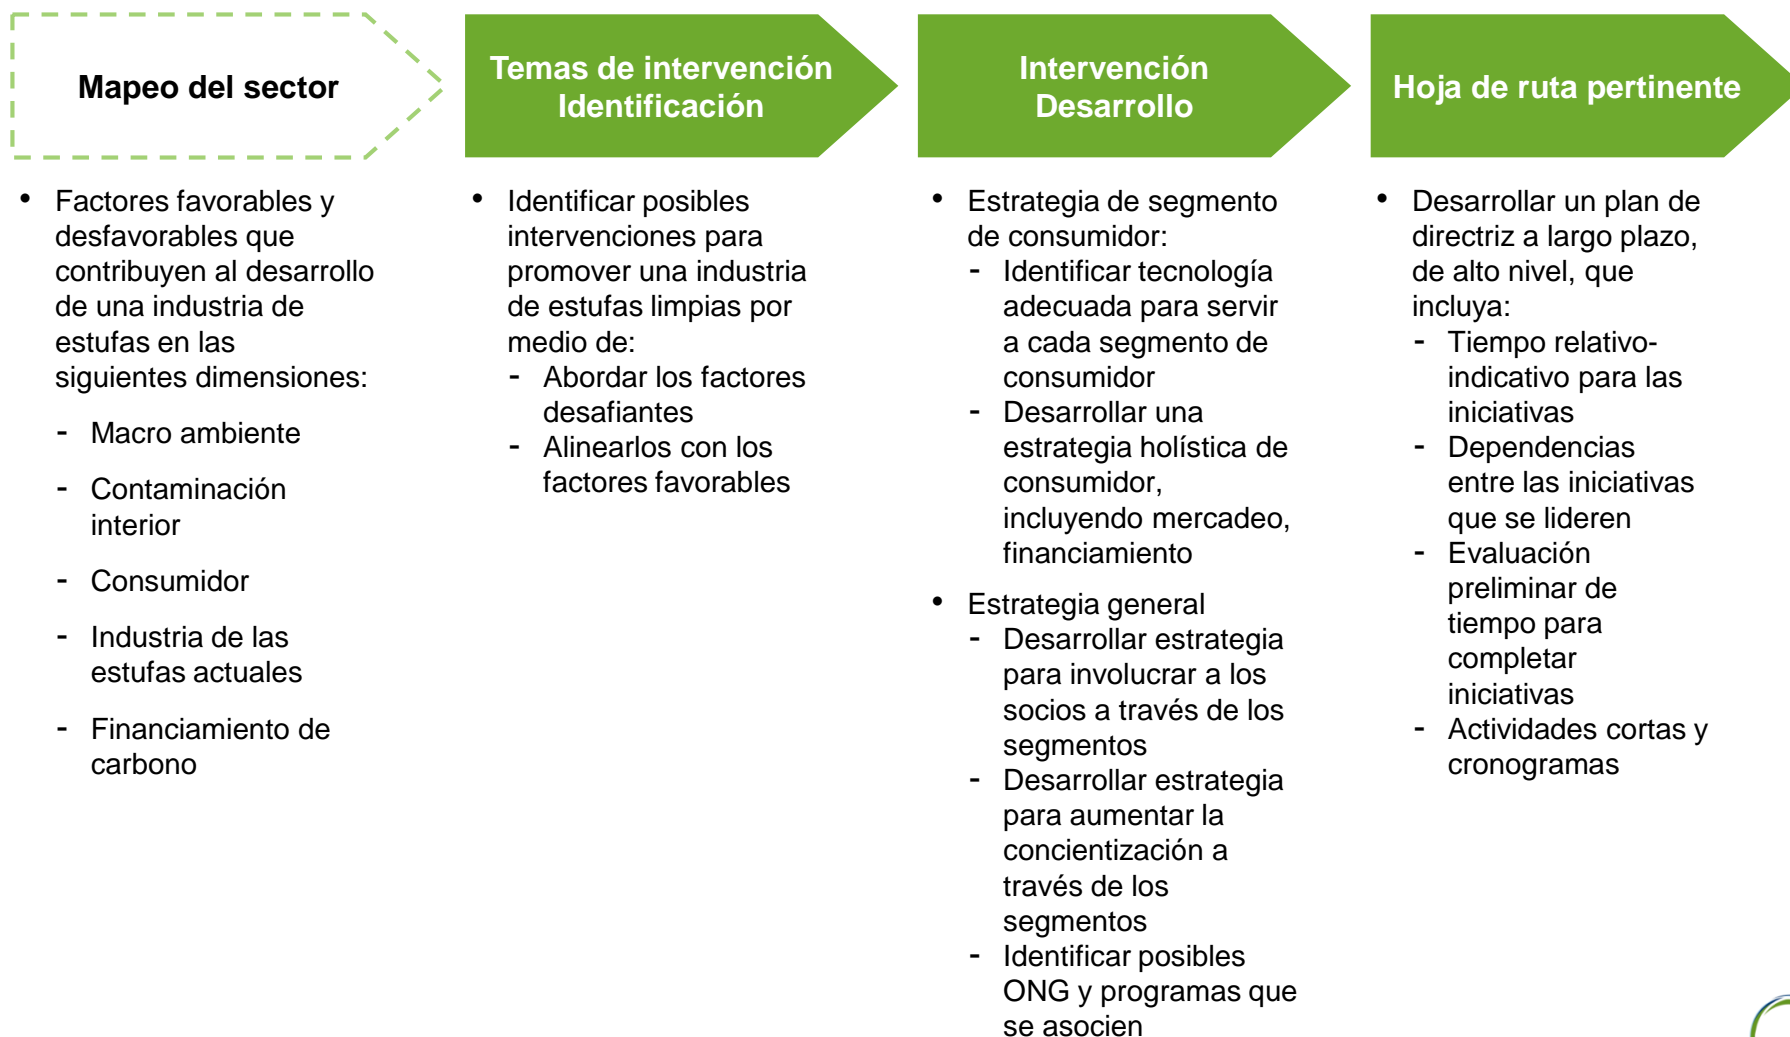 Mapeo del sector
Temas de intervención
Identificación
Intervención
Desarrollo
Hoja de ruta pertinente
• Factores favorables y
desfavorables que
contribuyen al desarrollo
de una industria de
estufas en las
siguientes dimensiones:
- Macro ambiente
- Contaminación
interior
- Consumidor
- Industria de las
estufas actuales
- Financiamiento de
carbono
• Identificar posibles
intervenciones para
promover una industria
de estufas limpias por
medio de:
- Abordar los factores
desafiantes
- Alinearlos con los
factores favorables
• Estrategia de segmento
de consumidor:
- Identificar tecnología
adecuada para servir
a cada segmento de
consumidor
- Desarrollar una
estrategia holística de
consumidor,
incluyendo mercadeo,
financiamiento
• Estrategia general
- Desarrollar estrategia
para involucrar a los
socios a través de los
segmentos
- Desarrollar estrategia
para aumentar la
concientización a
través de los
segmentos
- Identificar posibles
ONG y programas que
se asocien
• Desarrollar un plan de
directriz a largo plazo,
de alto nivel, que
incluya:
- Tiempo relativo-
indicativo para las
iniciativas
- Dependencias
entre las iniciativas
que se lideren
- Evaluación
preliminar de
tiempo para
completar
iniciativas
- Actividades cortas y
cronogramas